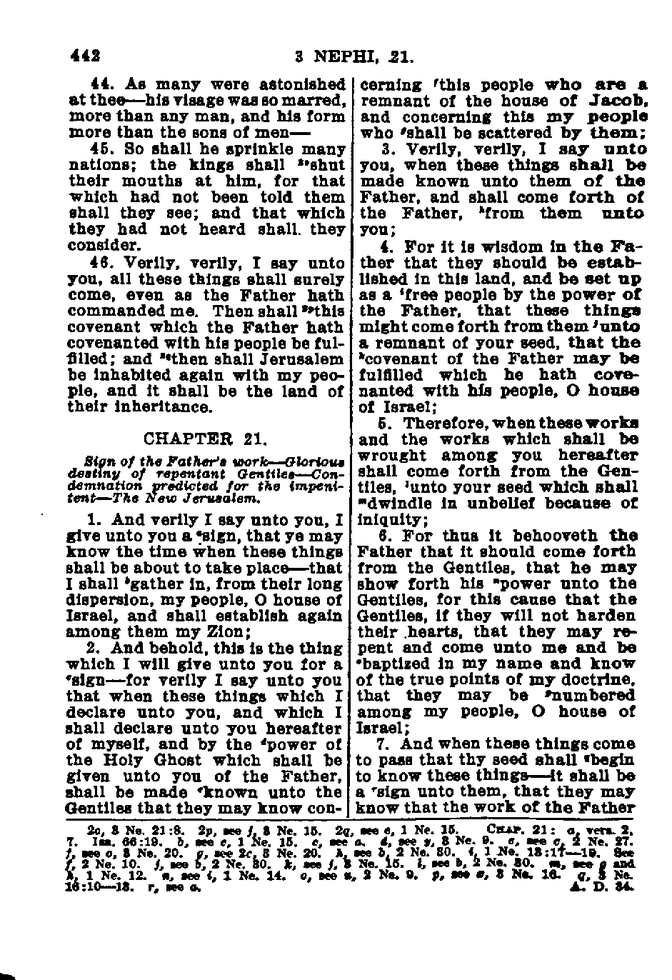 442 3 NEPHI, 21.
44. As many were astonished
at thee—his visage was so marred,
more than any man, and his form
more than the sons of men—
45. So shall he sprinkle many
nations; the kings shall 2oshut
their mouths at him, for that
which had not been told them
shall they see; and that which
they had not heard shall. they
consider.
46. Verily, verily, I say unto
you, all these things shall surely
come, even as the Father hath
commanded me. Then shall 2pthis
covenant which the Father hath
covenanted with his people be ful-
filled; and 2qthen shall Jerusalem
be inhabited again with my peo-
ple, and it shall be the land of
their inheritance.
CHAPTER 21.
Sign of the Father's work—Glorious
destiny of repentant Gentiles—Con-
demnation predicted for the impeni-
tent—The New Jerusalem.
1. And verily I say unto you, I
give unto you a asign, that ye may
know the time when these things
shall be about to take place—that
I shall bgather in, from their long
dispersion, my people, O house of
Israel, and shall establish again
among them my Zion;
2. And behold, this is the thing
which I will give unto you for a
csign—for verily I say unto you
that when these things which I
declare unto you, and which I
shall declare unto you hereafter
of myself, and by the dpower of
the Holy Ghost which shall be
given unto you of the Father,
shall be made eknown unto the
Gentiles that they may know con-
cerning fthis people who are a
remnant of the house of Jacob,
and concerning this my people
who gshall be scattered by them;
3. Verily, verily, I say unto
you, when these things shall be
made known unto them of the
Father, and shall come forth of
the Father, hfrom them unto
you;
4. For it is wisdom in the Fa-
ther that they should be estab-
lished in this land, and be set up
as a ifree people by the power of
the Father, that these things
might come forth from them junto
a remnant of your seed, that the
kcovenant of the Father may be
fulfilled which he hath cove-
nanted with his people, O house
of Israel;
5. Therefore, when these works
and the works which shall be
wrought among you hereafter
shall come forth from the Gen-
tiles, lunto your seed which shall
mdwindle in unbelief because of
iniquity;
6. For thus it behooveth the
Father that it should come forth
from the Gentiles, that he may
show forth his npower unto the
Gentiles, for this cause that the
Gentiles, if they will not harden
their hearts, that they may re-
pent and come unto me and be
obaptized in my name and know
of the true points of my doctrine,
that they may be pnumbered
among my people, O house of
Israel;
7. And when these things come
to pass that thy seed shall qbegin
to know these things—it shall be
a rsign unto them, that they may
know that the work of the Father
2o, 3 Ne. 21:8. 2p, see j, 3 Ne. 15. 2q, see e, 1 Ne. 15. CHAP. 21: a, vers. 2,
7. Isa. 66:19. b, see e, 1 Ne. 15. c, see a. d, see y, 3 Ne. 9. e, see c, 2 Ne. 27.
f, see o, 3 Ne. 20. g, see 2c, 3 Ne. 20. h, see b, 2 Ne. 30. i, 1 Ne. 13:17—19. See
f, 2 Ne. 10. j, see b, 2 Ne. 30. k, see j, 3 Ne. 15. l, see b, 2 Ne. 30. m, see g and
h, 1 Ne. 12. n, see i, 1 Ne. 14. o, see u, 2 Ne. 9. p, see e, 3 Ne. 16. q, 3 Ne.
16:10—13. r, see a. A. D. 34.